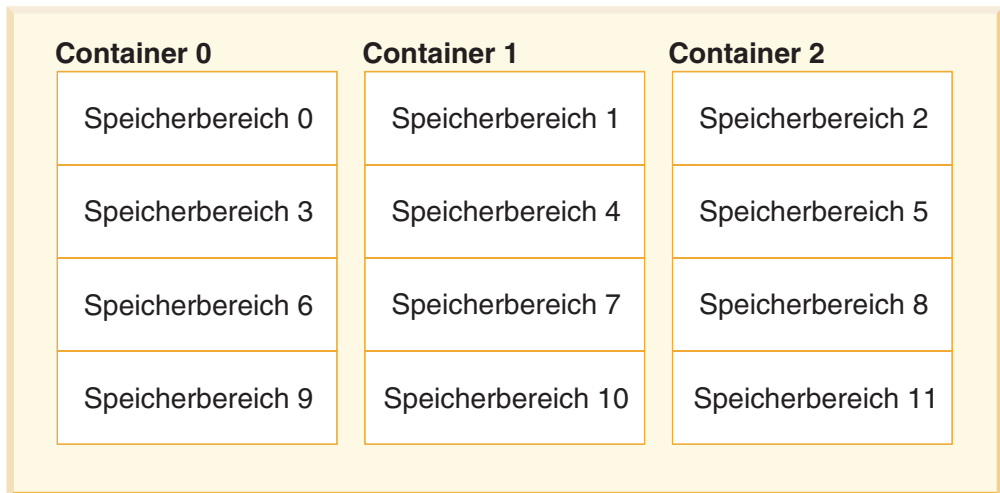 Container 0
Container 1
Container 2
Speicherbereich 0
Speicherbereich 1
Speicherbereich 2
Speicherbereich 3
Speicherbereich 4
Speicherbereich 5
Speicherbereich 6
Speicherbereich 7
Speicherbereich 8
Speicherbereich 9
Speicherbereich 10
Speicherbereich 11